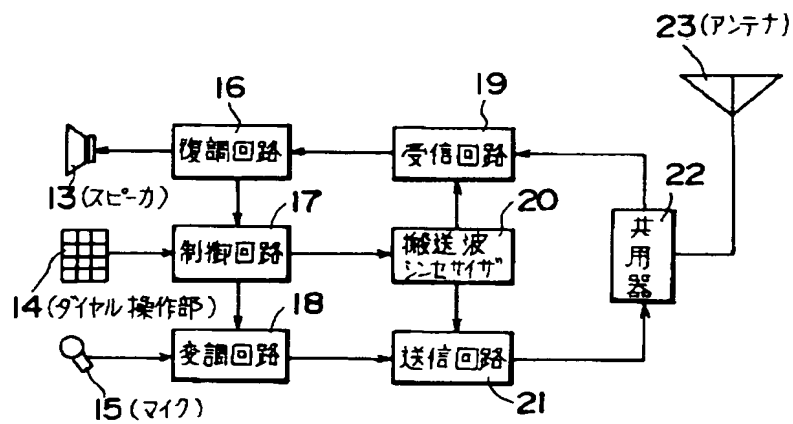 23(アンテナ)
16
19
復調回路
受信回路
22
13(スピーカ)
17
20
共用器
制御回路
搬送波
シンセサイザ
14(ダイヤル操作部)
18
変調回路
送信回路
15(マイク)
21